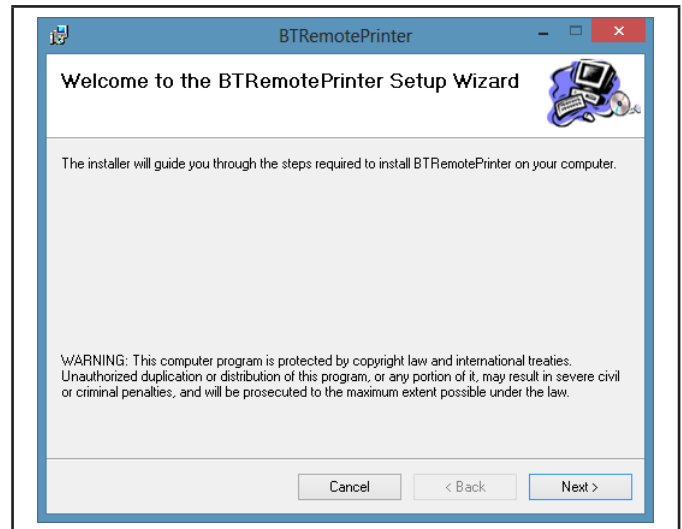 BTRemotePrinter
Welcome to the BTRemotePrinter Setup Wizard
The installer will guide you through the steps required to install BTRemotePrinter on your computer.
WARNING: This computer program is protected by copyright law and international treaties.
Unauthorized duplication or distribution of this program, or any portion of it, may result in severe civil
or criminal penalties, and will be prosecuted to the maximum extent possible under the law.
Cancel
< Back
Next >